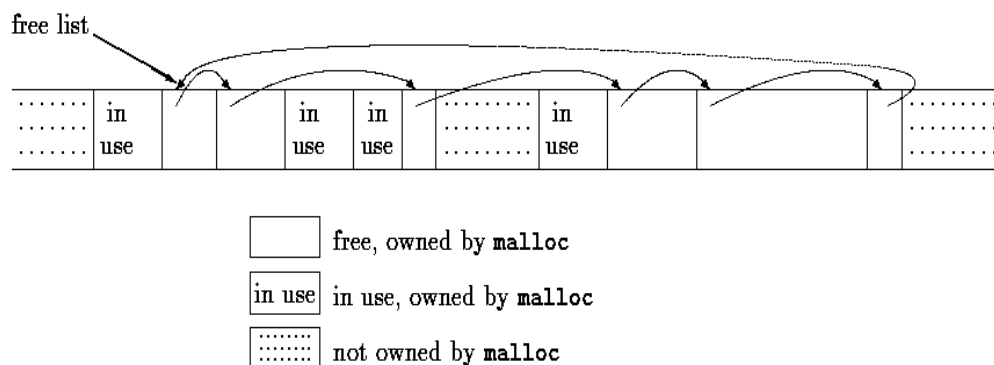 free list
in use
in use
in use
in use
free, owned by malloc
in use in use, owned by malloc
not owned by malloc